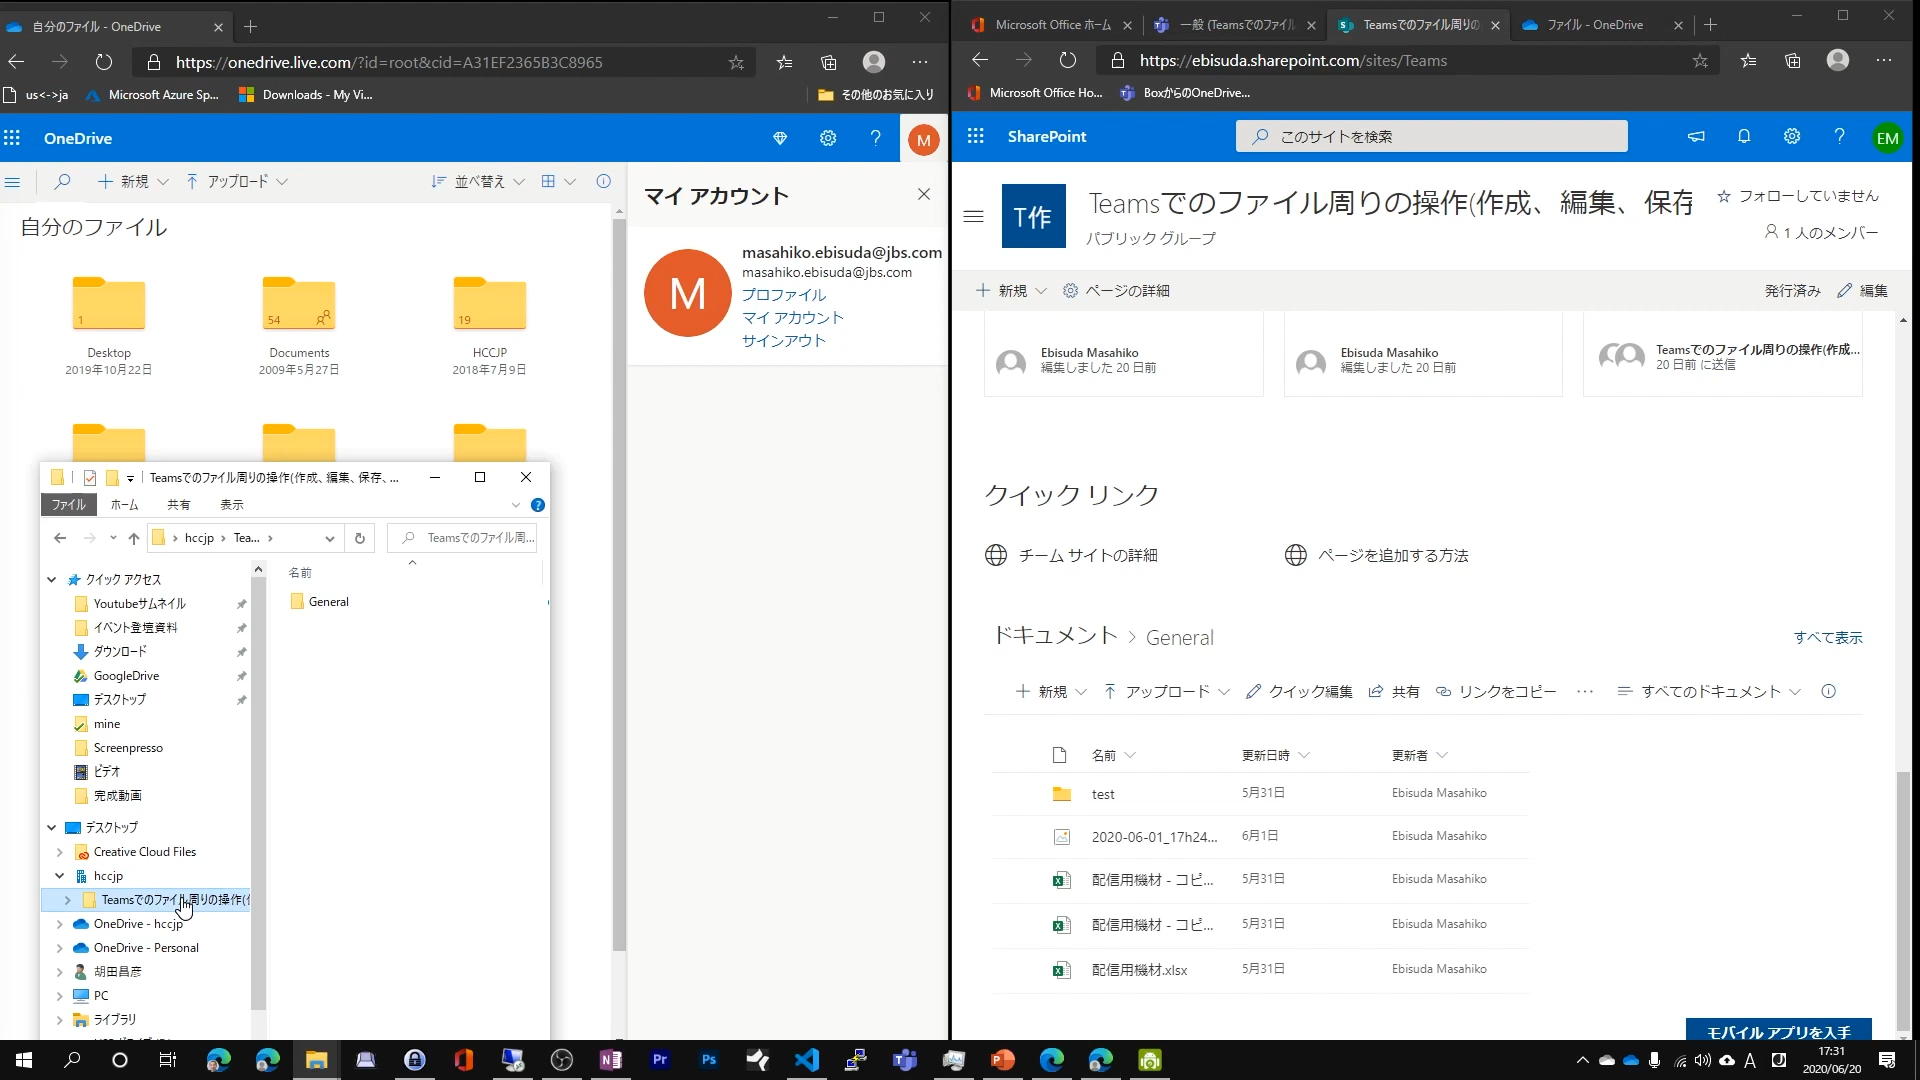 自分のファイル - OneDrive
https://onedrive.live.com/?id=root&cid=A31EF2365B3C8965
us<->ja
Microsoft Azure Sp...
Downloads - My Vi...
その他のお気に入り
OneDrive
M
新規
アップロード
並べ替え
自分のファイル
1
Desktop
2019年10月22日
54
Documents
2009年5月27日
19
HCCJP
2018年7月9日
マイ アカウント
M
masahiko.ebisuda@jbs.com
masahiko.ebisuda@jbs.com
プロファイル
マイ アカウント
サインアウト
Teamsでのファイル周りの操作(作成、編集、保存、...
ファイル
ホーム
共有
表示
hccjp
Tea...
Teamsでのファイル周...
クイック アクセス
Youtubeサムネイル
イベント登壇資料
ダウンロード
GoogleDrive
デスクトップ
mine
Screenpresso
ビデオ
完成動画
デスクトップ
Creative Cloud Files
hccjp
Teamsでのファイル周りの操作(
OneDrive - hccjp
OneDrive - Personal
胡田昌彦
PC
ライブラリ
名前
General
Microsoft Office ホーム
一般 (Teamsでのファイル
Teamsでのファイル周りの
ファイル - OneDrive
https://ebisuda.sharepoint.com/sites/Teams
Microsoft Office Ho...
BoxからのOneDrive...
SharePoint
このサイトを検索
EM
T作
Teamsでのファイル周りの操作(作成、編集、保存
パブリック グループ
フォローしていません
1 人のメンバー
新規
ページの詳細
発行済み
編集
Ebisuda Masahiko
編集しました 20 日前
Ebisuda Masahiko
編集しました 20 日前
Teamsでのファイル周りの操作(作成...
20 日前 に送信
クイック リンク
チーム サイトの詳細
ページを追加する方法
ドキュメント > General
すべて表示
新規
アップロード
クイック編集
共有
リンクをコピー
すべてのドキュメント
名前
更新日時
更新者
test
5月31日
Ebisuda Masahiko
2020-06-01_17h24...
6月1日
Ebisuda Masahiko
配信用機材 - コピ...
5月31日
Ebisuda Masahiko
配信用機材 - コピ...
5月31日
Ebisuda Masahiko
配信用機材.xlsx
5月31日
Ebisuda Masahiko
モバイル アプリを入手
Pr
Ps
A
17:31
2020/06/20